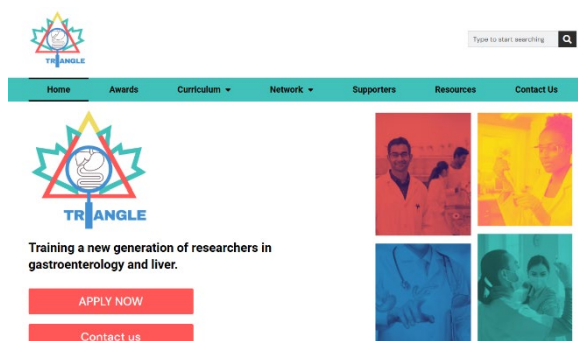 TRIANGLE
Type to start searching
Home Awards Curriculum Network Supporters Resources Contact Us
TRIANGLE
Training a new generation of researchers in
gastroenterology and liver.
APPLY NOW
Contact us